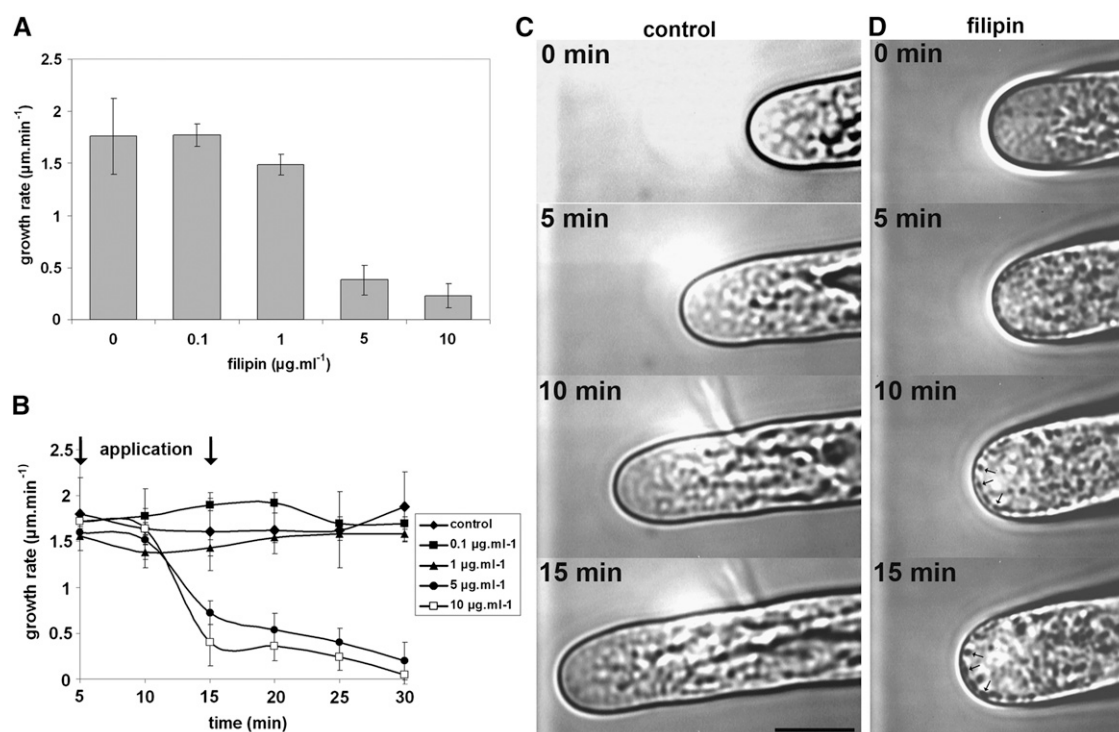 A
growth rate (µm.min⁻¹)
2.5
2
1.5
1
0.5
0
0 0.1 1 5 10
filipin (µg.ml⁻¹)
B
application
growth rate (µm.min⁻¹)
2.5
2
1.5
1
0.5
0
5 10 15 20 25 30
time (min)
control
0.1 µg.ml-1
1 µg.ml-1
5 µg.ml-1
10 µg.ml-1
C
control
0 min
5 min
10 min
15 min
D
filipin
0 min
5 min
10 min
15 min